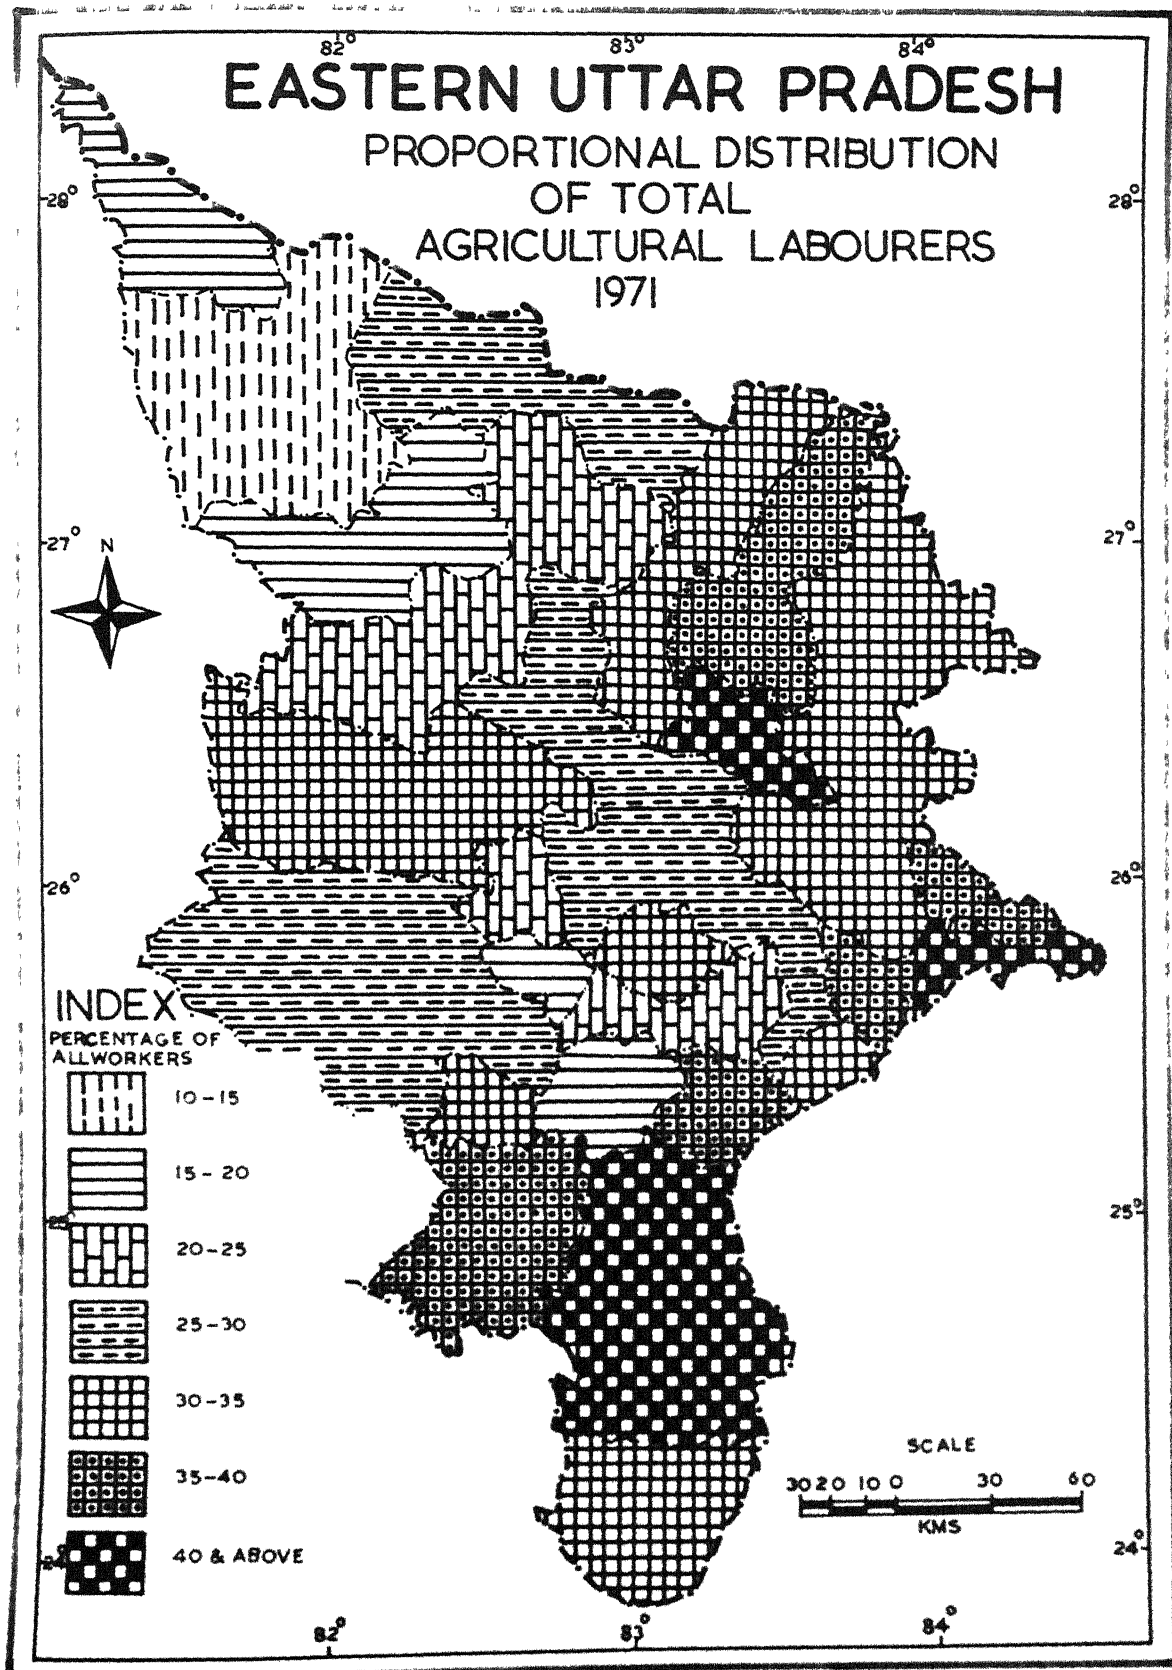 82° 83° 84°
EASTERN UTTAR PRADESH
PROPORTIONAL DISTRIBUTION
OF TOTAL
AGRICULTURAL LABOURERS
1971
28° 28°
27° 27°
N
26° 26°
INDEX
PERCENTAGE OF
ALLWORKERS
10-15
15-20
20-25
25-30
30-35
35-40
40 & ABOVE
25° 25°
SCALE
30 20 10 0 30 60
KMS
24° 24°
82° 83° 84°